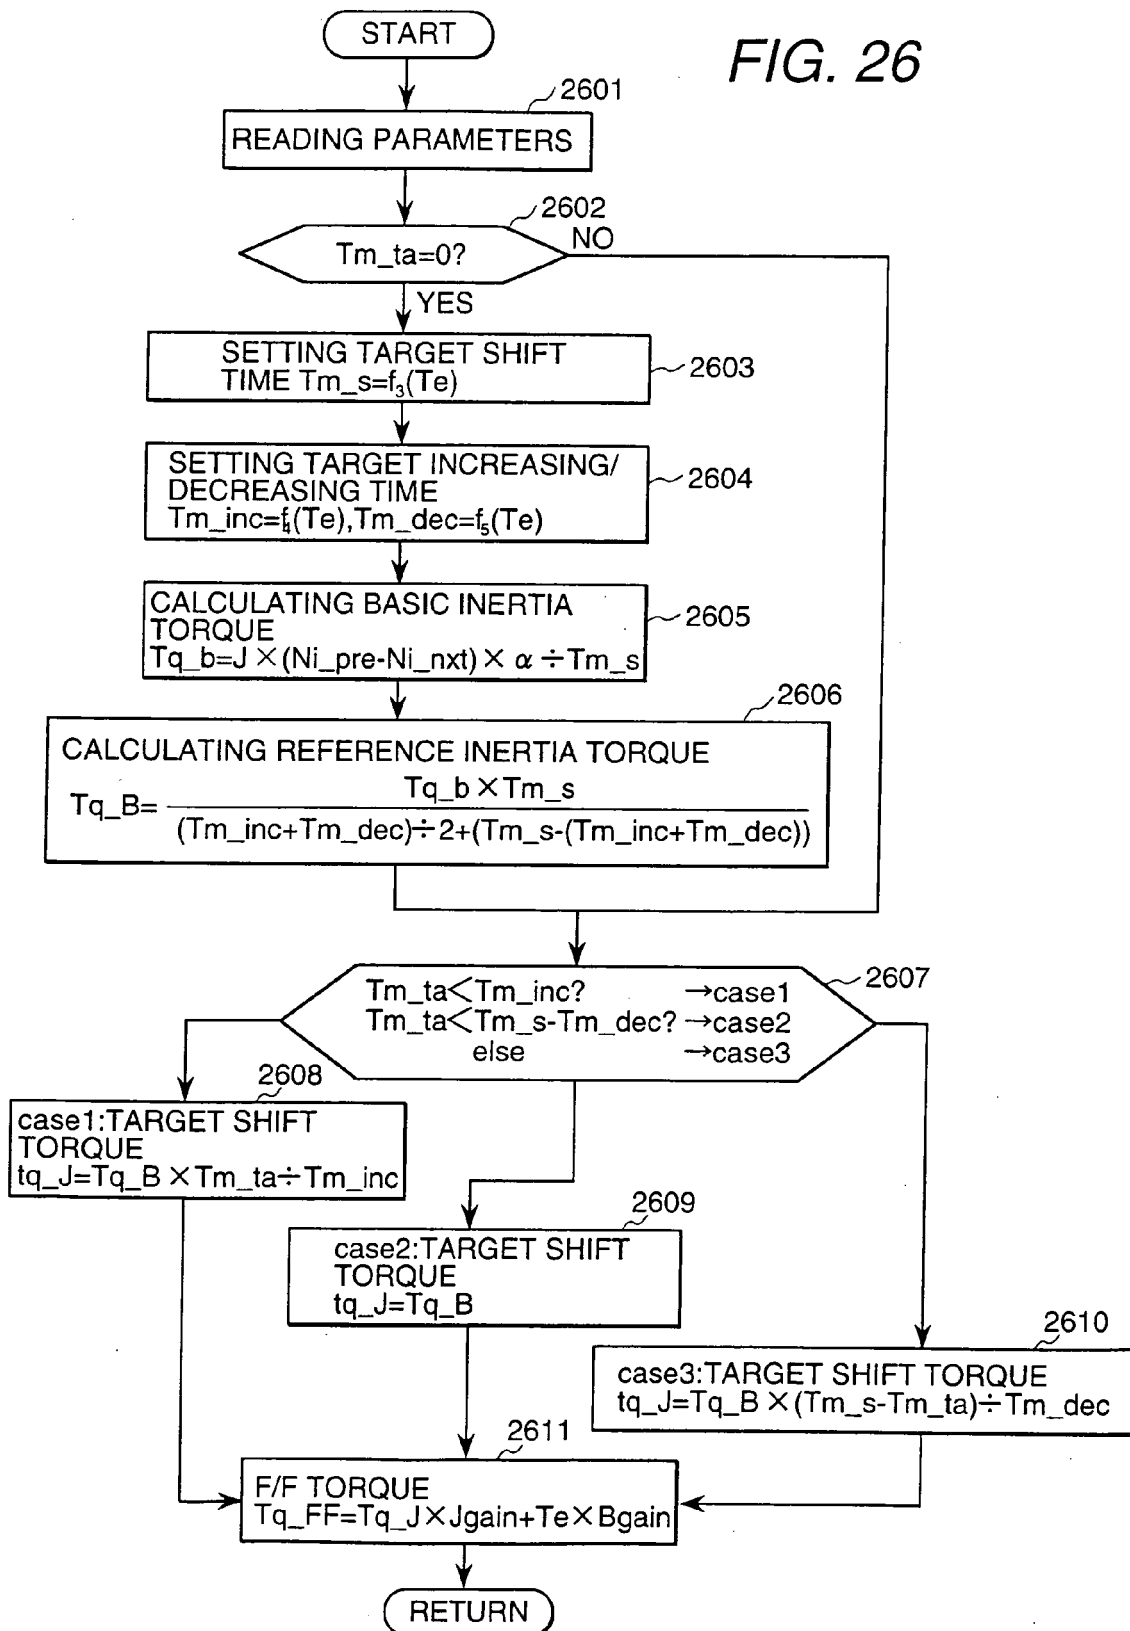 START
FIG. 26
2601
READING PARAMETERS
2602
Tm_ta=0?
NO
YES
SETTING TARGET SHIFT
TIME Tm_s=f₃(Te)
2603
SETTING TARGET INCREASING/
DECREASING TIME
Tm_inc=f₄(Te),Tm_dec=f₅(Te)
2604
CALCULATING BASIC INERTIA
TORQUE
Tq_b=J×(Ni_pre-Ni_nxt)×α÷Tm_s
2605
2606
CALCULATING REFERENCE INERTIA TORQUE
Tq_b×Tm_s
Tq_B=
(Tm_inc+Tm_dec)÷2+(Tm_s-(Tm_inc+Tm_dec))
2607
Tm_ta<Tm_inc? →case1
Tm_ta<Tm_s-Tm_dec? →case2
else →case3
2608
case1:TARGET SHIFT
TORQUE
tq_J=Tq_B×Tm_ta÷Tm_inc
2609
case2:TARGET SHIFT
TORQUE
tq_J=Tq_B
2610
case3:TARGET SHIFT TORQUE
tq_J=Tq_B×(Tm_s-Tm_ta)÷Tm_dec
2611
F/F TORQUE
Tq_FF=Tq_J×Jgain+Te×Bgain
RETURN